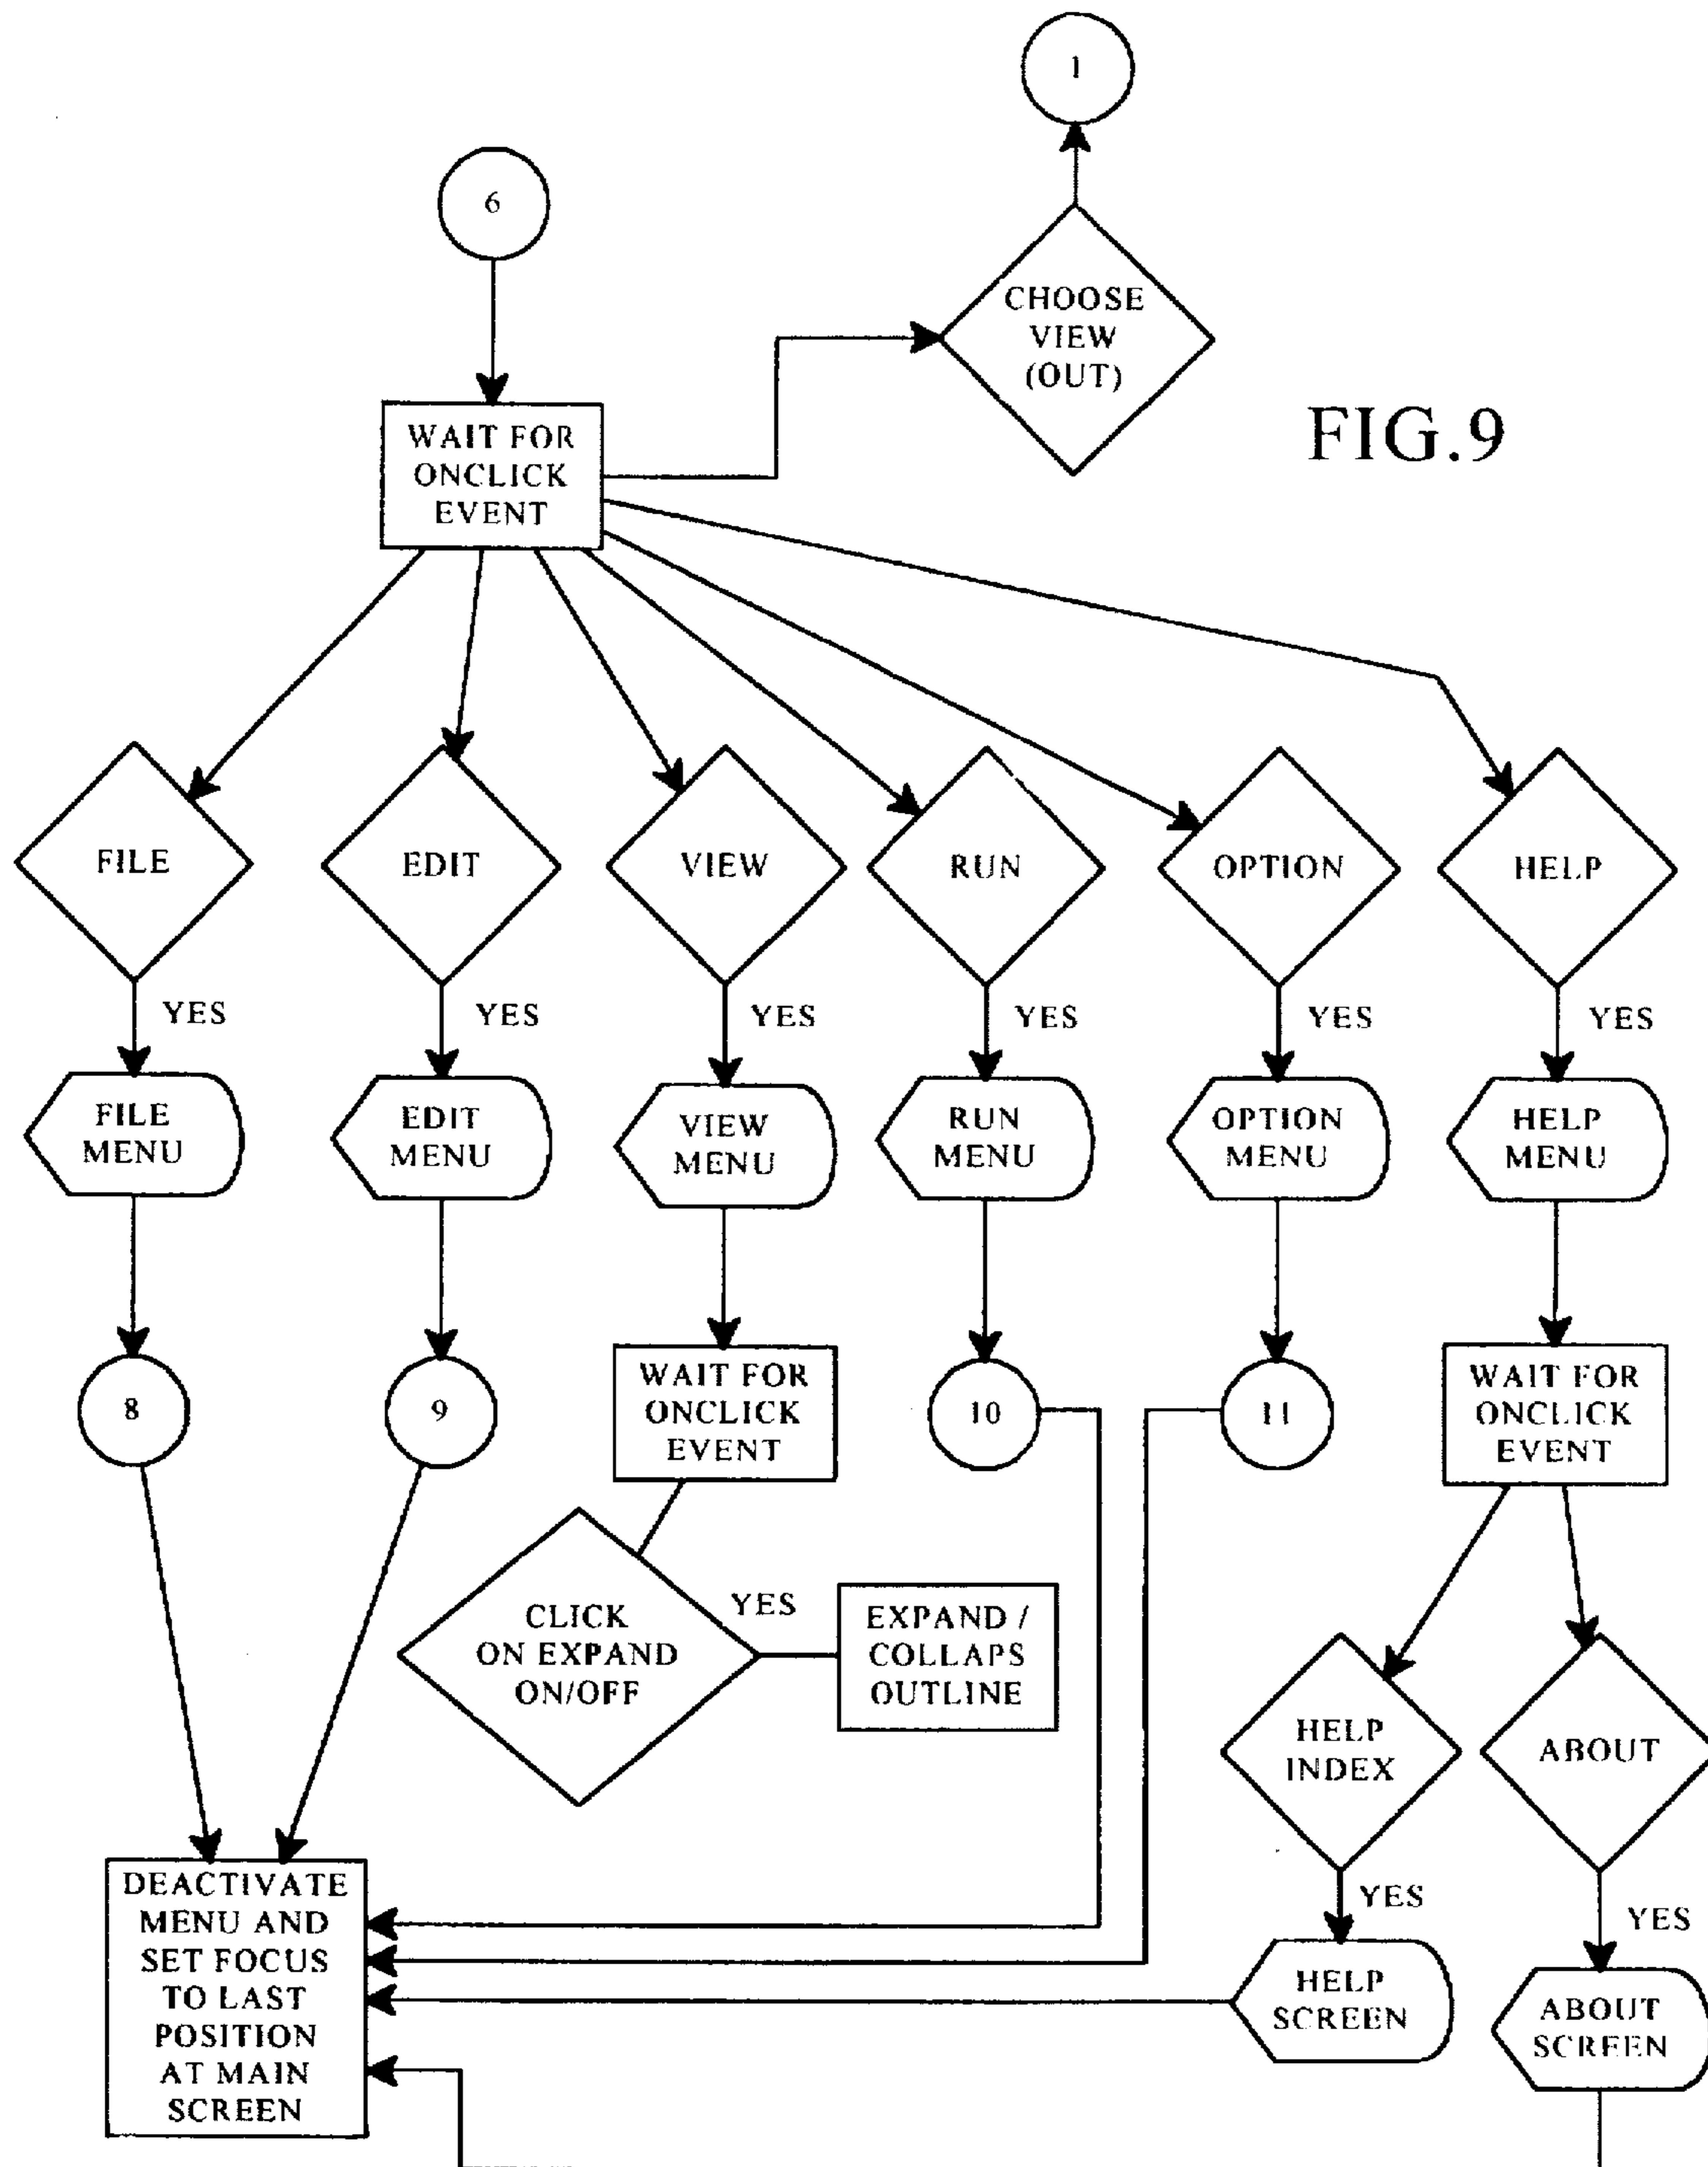 1
6
CHOOSE
VIEW
(OUT)
FIG.9
WAIT FOR
ONCLICK
EVENT
FILE
EDIT
VIEW
RUN
OPTION
HELP
YES
YES
YES
YES
YES
YES
FILE
MENU
EDIT
MENU
VIEW
MENU
RUN
MENU
OPTION
MENU
HELP
MENU
8
9
WAIT FOR
ONCLICK
EVENT
10
11
WAIT FOR
ONCLICK
EVENT
CLICK
ON EXPAND
ON/OFF
YES
EXPAND /
COLLAPS
OUTLINE
HELP
INDEX
ABOUT
YES
YES
DEACTIVATE
MENU AND
SET FOCUS
TO LAST
POSITION
AT MAIN
SCREEN
HELP
SCREEN
ABOUT
SCREEN